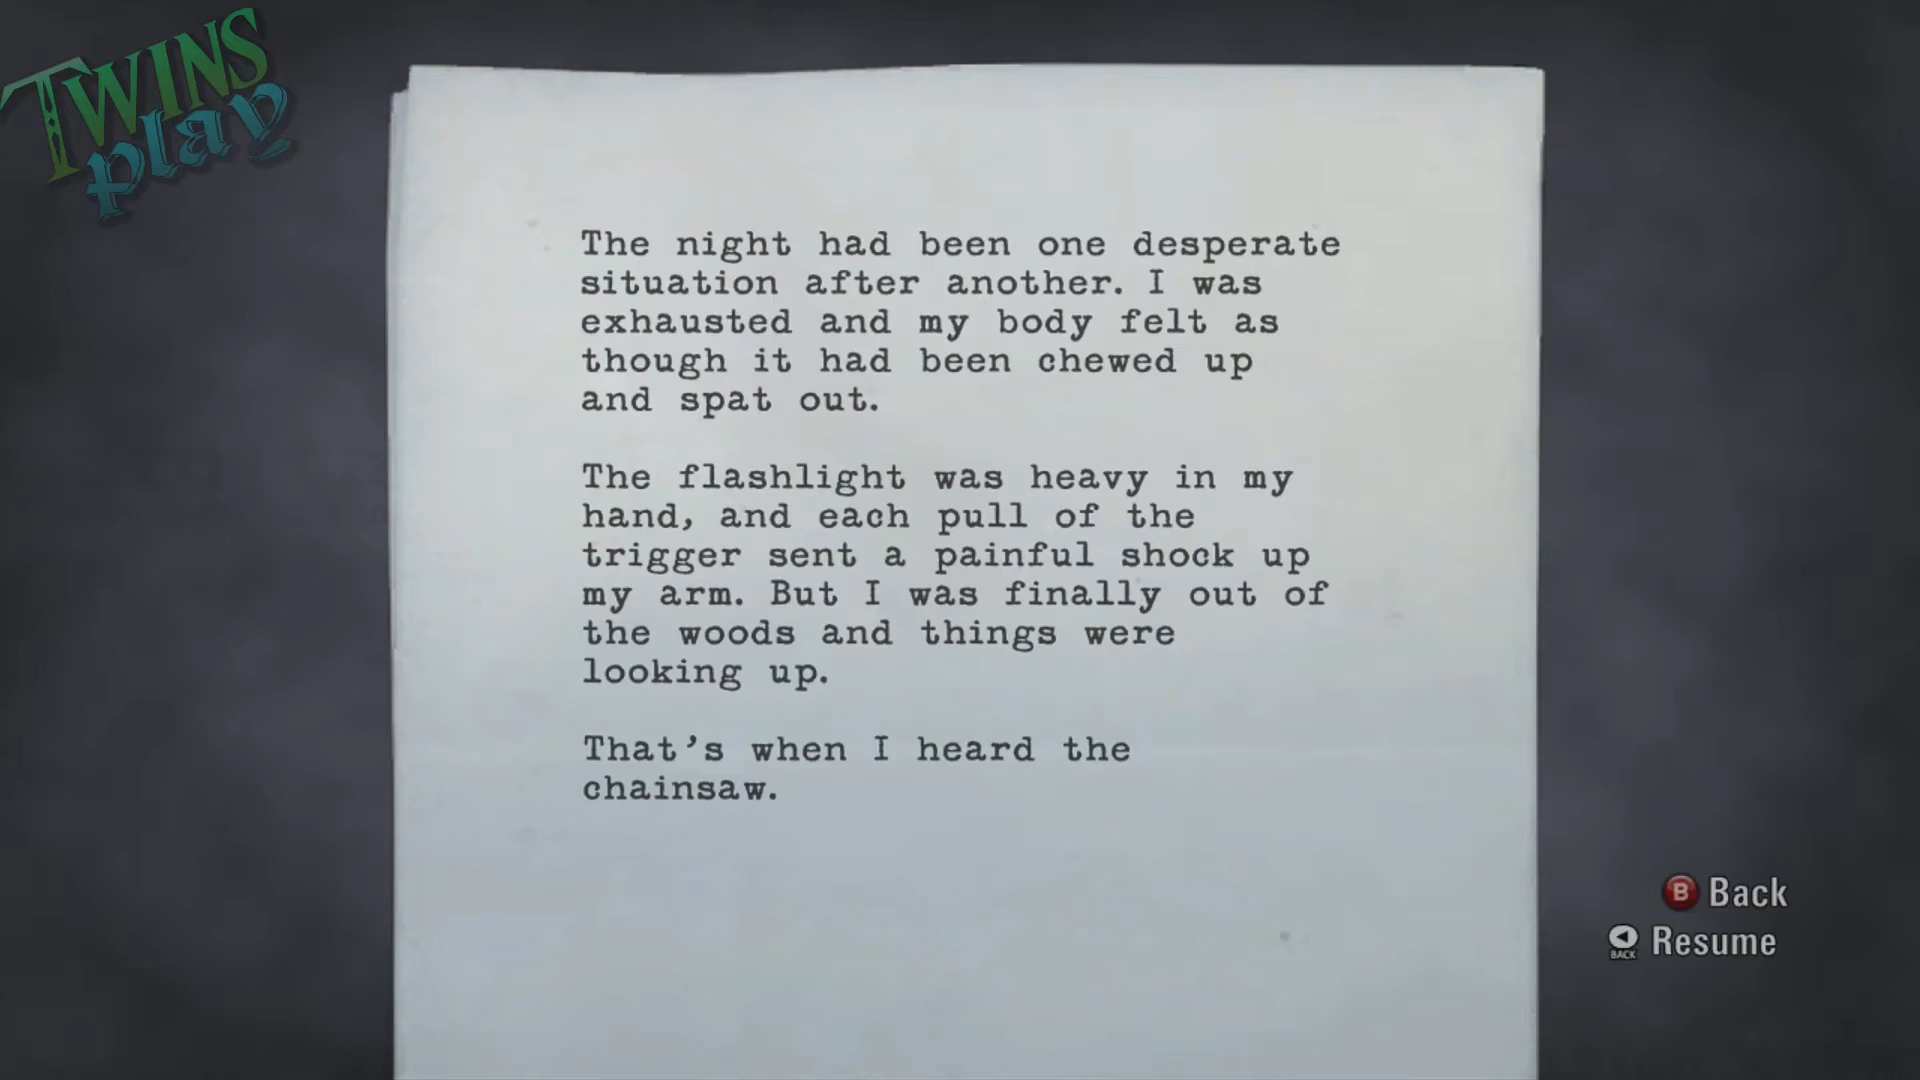 TWINS
play
The night had been one desperate
situation after another. I was
exhausted and my body felt as
though it had been chewed up
and spat out.
The flashlight was heavy in my
hand, and each pull of the
trigger sent a painful shock up
my arm. But I was finally out of
the woods and things were
looking up.
That's when I heard the
chainsaw.
B Back
BACK Resume